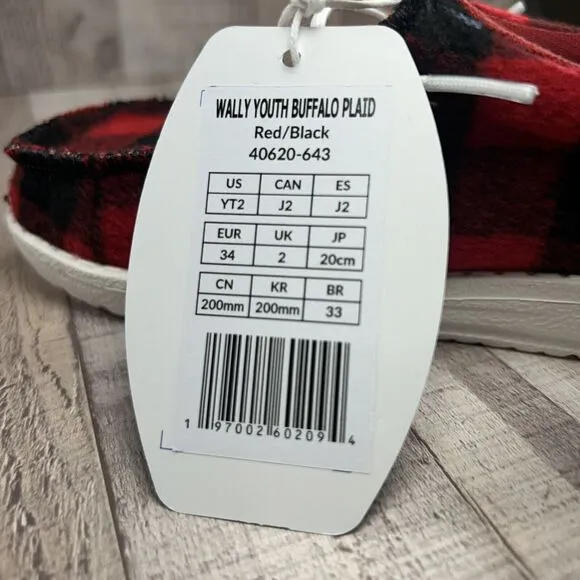 WALLY YOUTH BUFFALO PLAID
Red/Black
40620-643
US CAN ES
YT2 J2 J2
EUR UK JP
34 2 20cm
CN KR BR
200mm 200mm 33
1 97002 60209 4